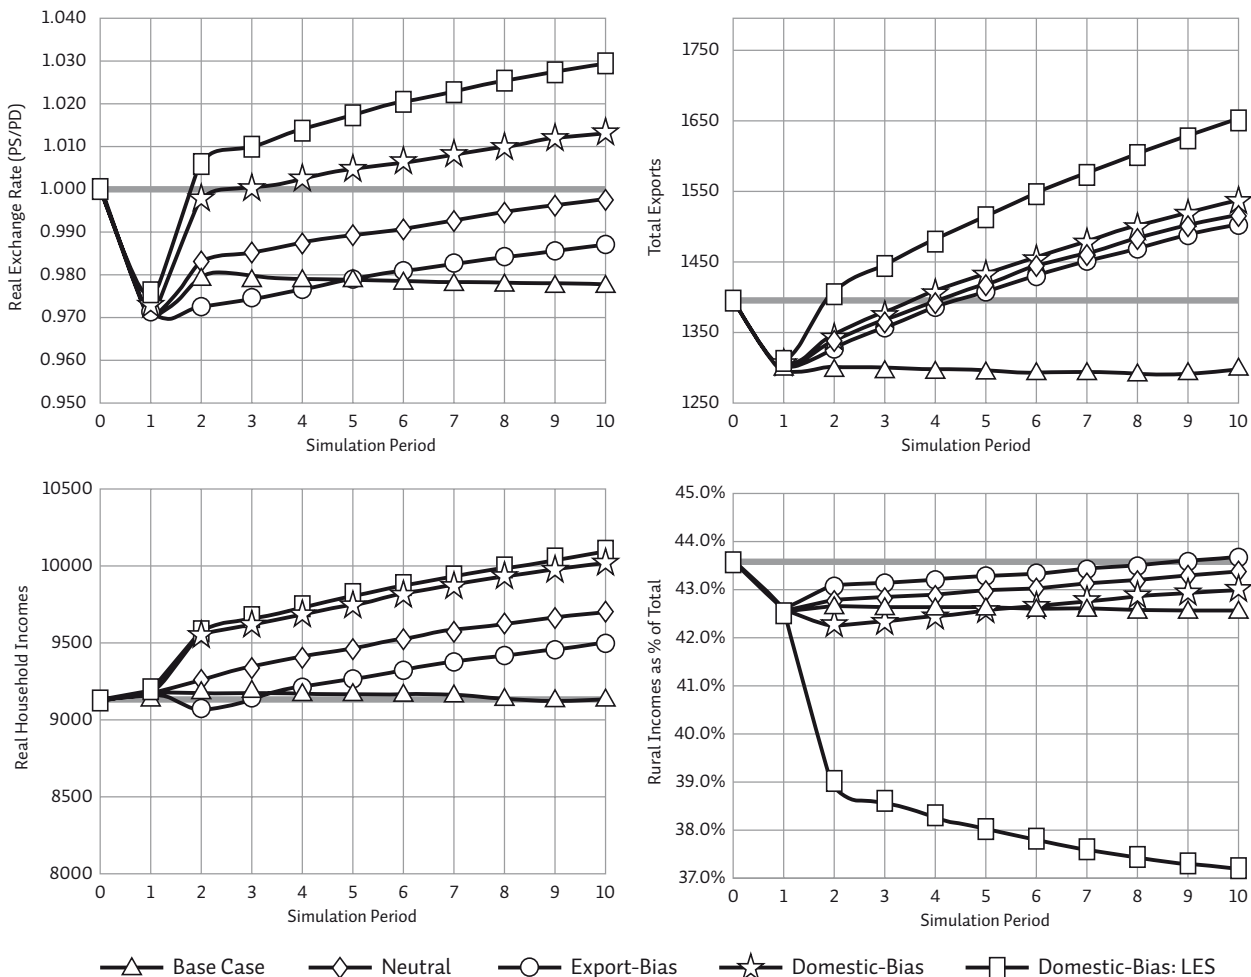 Real Exchange Rate (PS/PD)
1.040
1.030
1.020
1.010
1.000
0.990
0.980
0.970
0.960
0.950
0 1 2 3 4 5 6 7 8 9 10
Simulation Period
Total Exports
1750
1650
1550
1450
1350
1250
0 1 2 3 4 5 6 7 8 9 10
Simulation Period
Real Household Incomes
10500
10000
9500
9000
8500
8000
0 1 2 3 4 5 6 7 8 9 10
Simulation Period
Rural Incomes as % of Total
45.0%
44.0%
43.0%
42.0%
41.0%
40.0%
39.0%
38.0%
37.0%
0 1 2 3 4 5 6 7 8 9 10
Simulation Period
Base Case Neutral Export-Bias Domestic-Bias Domestic-Bias: LES